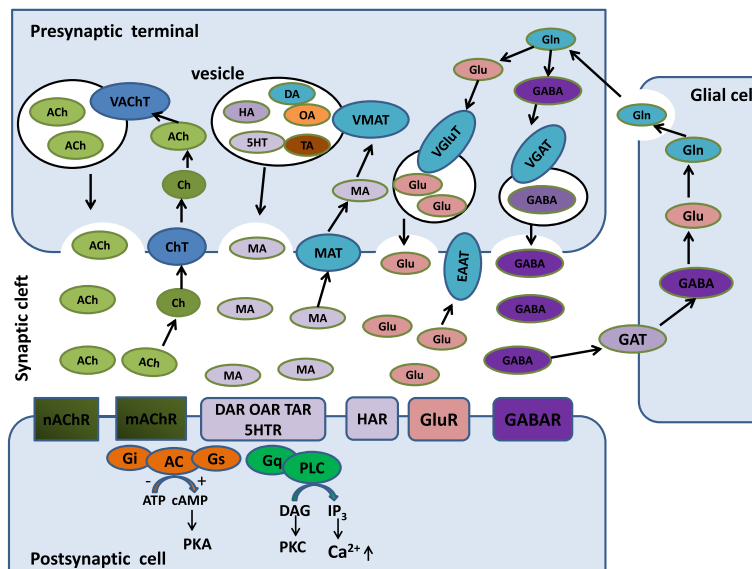 Presynaptic terminal
vesicle
Glial cell
Gln
Glu
GABA
VAChT
ACh
ACh
ACh
DA
HA
OA
5HT
TA
VMAT
MA
VGluT
Glu
Glu
VGAT
GABA
Gln
Gln
Glu
GABA
GAT
Ch
ACh
ChT
MA
MAT
Glu
EAAT
GABA
Synaptic cleft
ACh
Ch
MA
MA
Glu
Glu
GABA
ACh
ACh
MA
MA
Glu
GABA
nAChR
mAChR
DAR OAR TAR
5HTR
HAR
GluR
GABAR
Gi
AC
Gs
Gq
PLC
- +
ATP cAMP
DAG
IP3
PKA
PKC
Ca2+
Postsynaptic cell